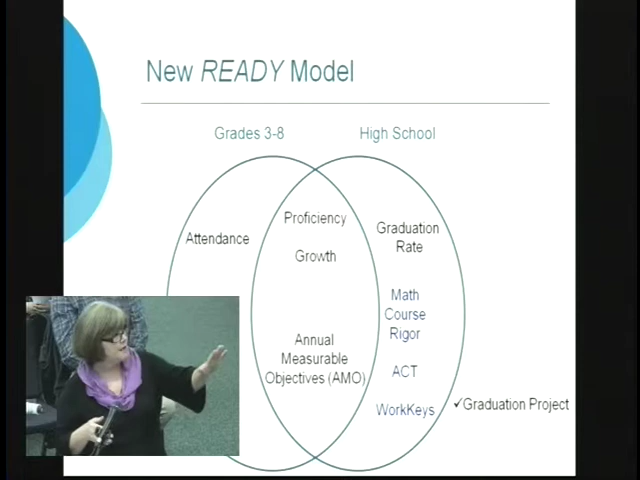 New READY Model
Grades 3-8
High School
Attendance
Proficiency
Growth
Annual
Measurable
Objectives (AMO)
Graduation
Rate
Math
Course
Rigor
ACT
WorkKeys
✓Graduation Project